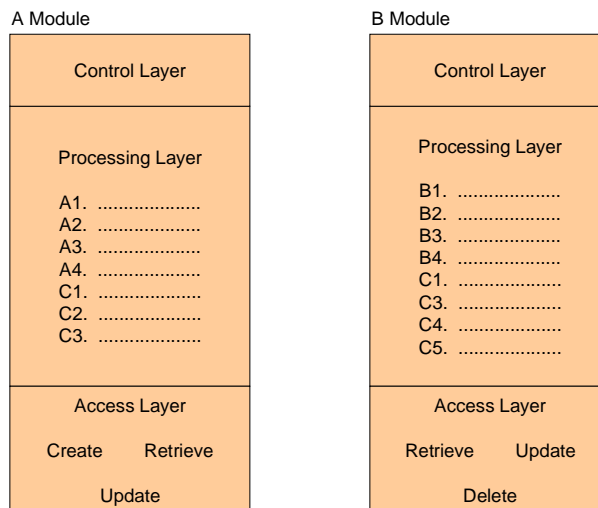 A Module
Control Layer
Processing Layer
A1. .....................
A2. .....................
A3. .....................
A4. .....................
C1. .....................
C2. .....................
C3. .....................
Access Layer
Create Retrieve
Update
B Module
Control Layer
Processing Layer
B1. .....................
B2. .....................
B3. .....................
B4. .....................
C1. .....................
C3. .....................
C4. .....................
C5. .....................
Access Layer
Retrieve Update
Delete